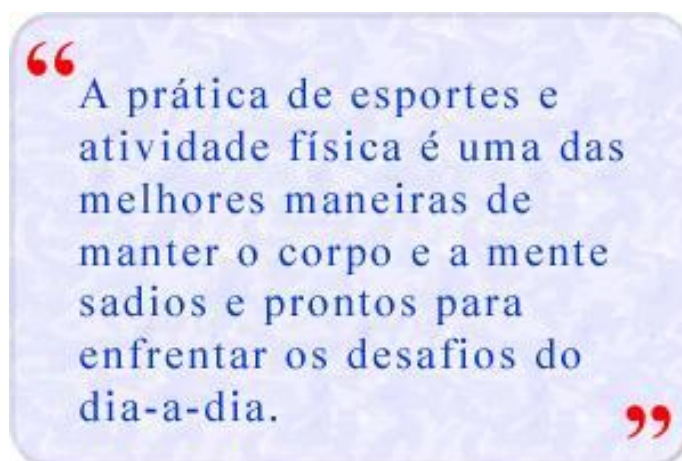 “
A prática de esportes e
atividade física é uma das
melhores maneiras de
manter o corpo e a mente
sadios e prontos para
enfrentar os desafios do
dia-a-dia.
”